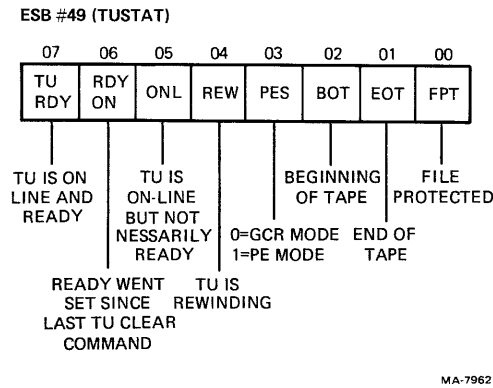 ESB #49 (TUSTAT)
07 06 05 04 03 02 01 00
TU RDY
RDY ON
ONL
REW
PES
BOT
EOT
FPT
TU IS ON
LINE AND
READY
READY WENT
SET SINCE
LAST TU CLEAR
COMMAND
TU IS
ON-LINE
BUT NOT
NESSARILY
READY
TU IS
REWINDING
0=GCR MODE
1=PE MODE
BEGINNING
OF TAPE
END OF
TAPE
FILE
PROTECTED
MA-7962